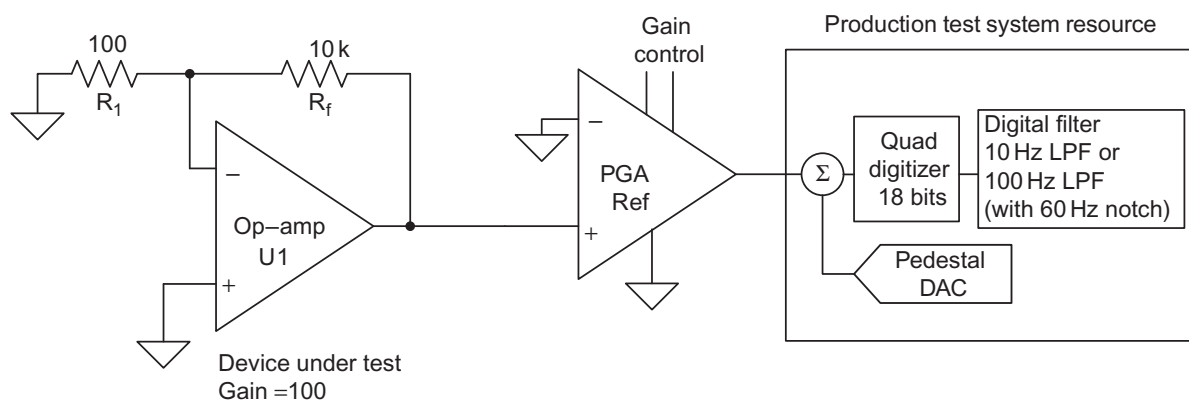 100
R1
10 k
Rf
−
+
Op–amp
U1
Device under test
Gain =100
Gain
control
−
+
PGA
Ref
Production test system resource
Σ
Quad
digitizer
18 bits
Digital filter
10 Hz LPF or
100 Hz LPF
(with 60 Hz notch)
Pedestal
DAC